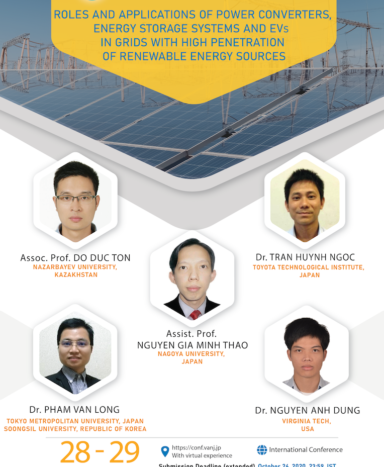 ROLES AND APPLICATIONS OF POWER CONVERTERS,
ENERGY STORAGE SYSTEMS AND EVs
IN GRIDS WITH HIGH PENETRATION
OF RENEWABLE ENERGY SOURCES
Assoc. Prof. DO DUC TON
NAZARBAYEV UNIVERSITY,
KAZAKHSTAN
Dr. TRAN HUYNH NGOC
TOYOTA TECHNOLOGICAL INSTITUTE,
JAPAN
Assist. Prof.
NGUYEN GIA MINH THAO
NAGOYA UNIVERSITY,
JAPAN
Dr. PHAM VAN LONG
TOKYO METROPOLITAN UNIVERSITY, JAPAN
SOONGSIL UNIVERSITY, REPUBLIC OF KOREA
Dr. NGUYEN ANH DUNG
VIRGINIA TECH,
USA
28 - 29
https://conf.vanj.jp
With virtual experience
International Conference
Submission Deadline (extended) October 24, 2020, 23:59 JST